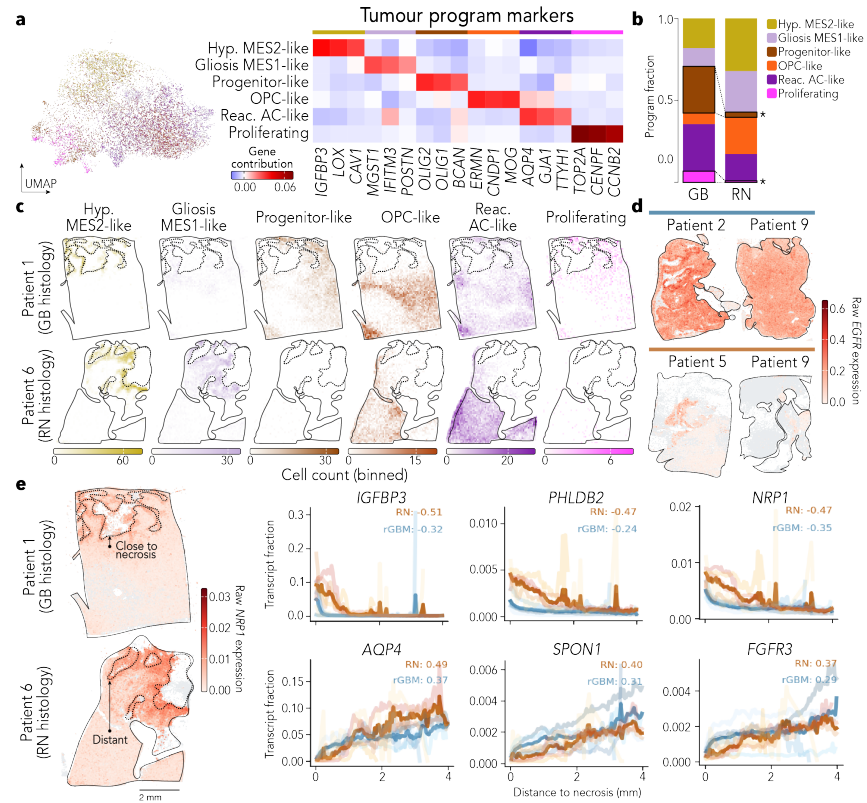 a
Tumour program markers
Hyp. MES2-like
Gliosis MES1-like
Progenitor-like
OPC-like
Reac. AC-like
Proliferating
IGFBP3
LOX
CAV1
MGST1
IFITM3
POSTN
OLIG2
OLIG1
BCAN
ERMN
CNDP1
MOG
AQP4
GJA1
TTYH1
TOP2A
CENPF
CCNB2
Gene
contribution
0.00 0.06
UMAP
b
Program fraction
1.0
0.5
0.0
GB RN
*
*
Hyp. MES2-like
Gliosis MES1-like
Progenitor-like
OPC-like
Reac. AC-like
Proliferating
c
Hyp.
MES2-like
Gliosis
MES1-like
Progenitor-like
OPC-like
Reac.
AC-like
Proliferating
Patient 1
(GB histology)
Patient 6
(RN histology)
0 60
0 30
0 30
0 15
0 20
0 6
Cell count (binned)
d
Patient 2 Patient 9
Patient 5 Patient 9
0.6
0.4
0.2
0.0
Raw EGFR expression
e
Patient 1
(GB histology)
Close to
necrosis
Patient 6
(RN histology)
Distant
2 mm
0.03
0.02
0.01
0.00
Raw NRP1 expression
IGFBP3
RN: -0.51
rGBM: -0.32
Transcript fraction
0.3
0.2
0.1
0.0
PHLDB2
RN: -0.47
rGBM: -0.24
0.010
0.005
0.000
NRP1
RN: -0.47
rGBM: -0.35
0.02
0.01
0.00
AQP4
RN: 0.49
rGBM: 0.37
Transcript fraction
0.15
0.10
0.05
0.00
0 2 4
SPON1
RN: 0.40
rGBM: 0.31
0.006
0.004
0.002
0.000
0 2 4
FGFR3
RN: 0.37
rGBM: 0.29
0.004
0.002
0.000
0 2 4
Distance to necrosis (mm)